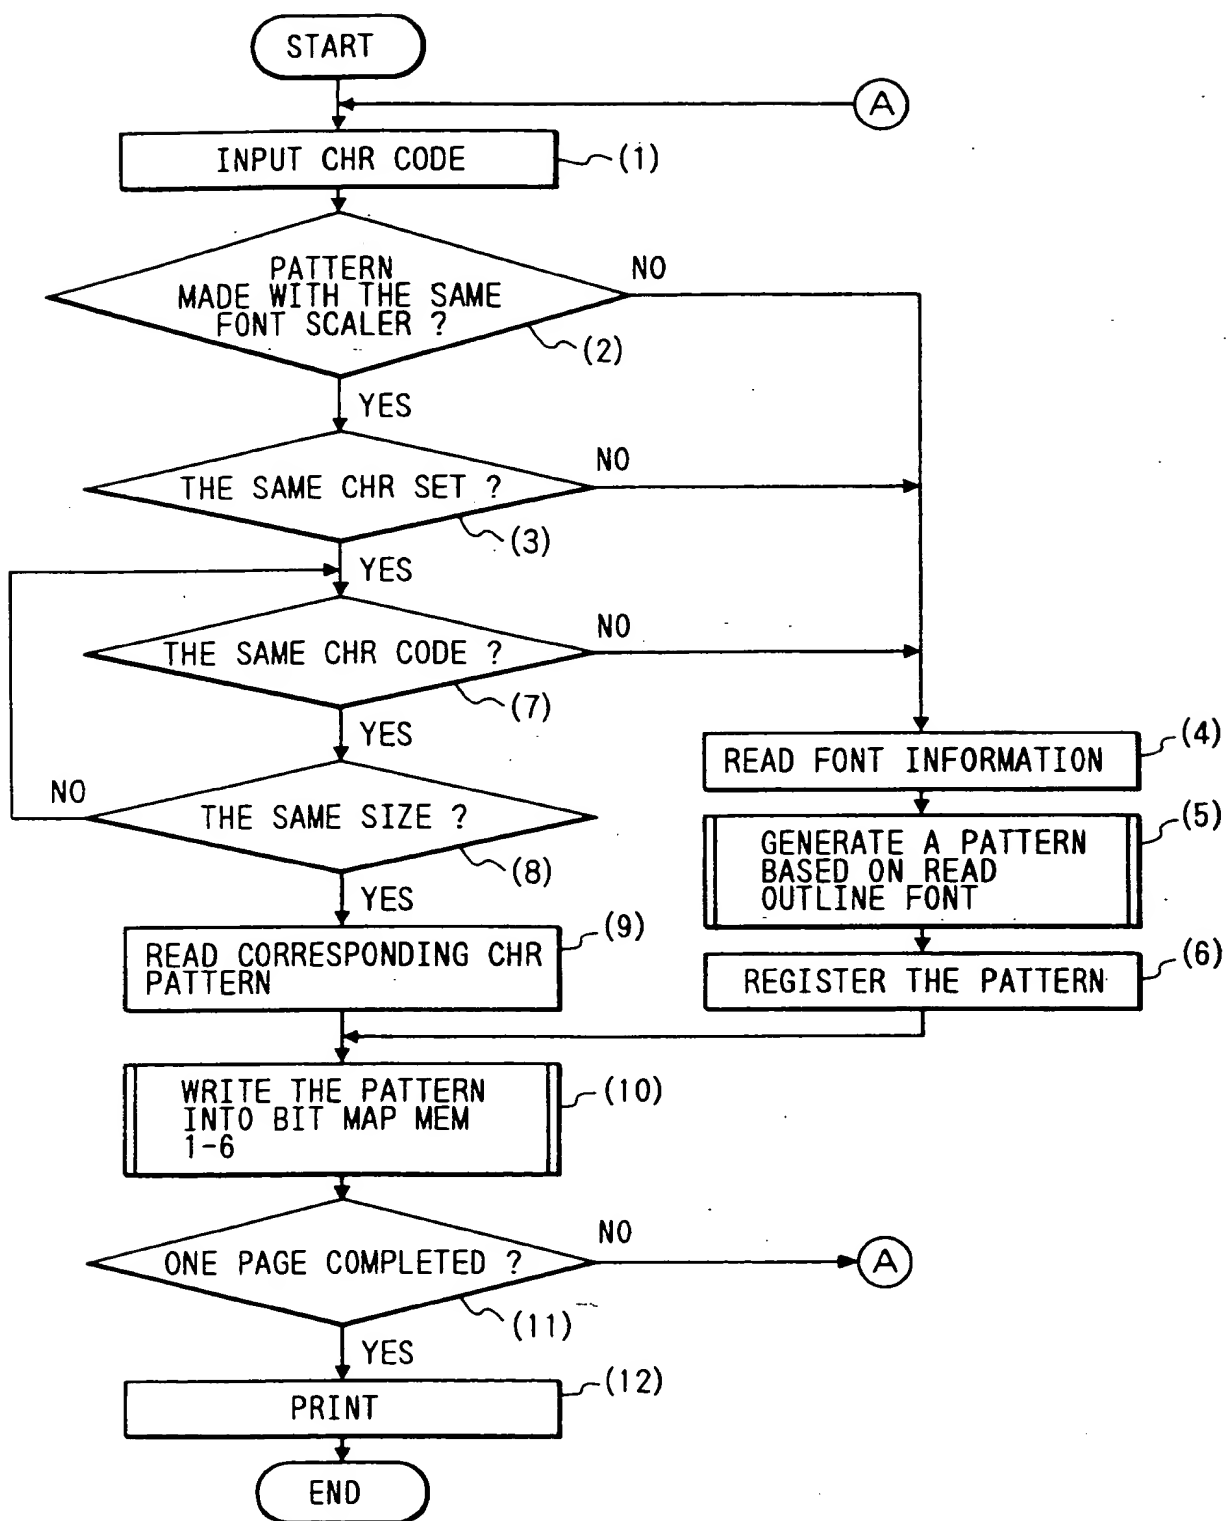 START
A
INPUT CHR CODE
(1)
PATTERN
MADE WITH THE SAME
FONT SCALER ?
NO
(2)
YES
THE SAME CHR SET ?
NO
(3)
YES
THE SAME CHR CODE ?
NO
(7)
YES
READ FONT INFORMATION
(4)
THE SAME SIZE ?
NO
(8)
YES
GENERATE A PATTERN
BASED ON READ
OUTLINE FONT
(5)
READ CORRESPONDING CHR
PATTERN
(9)
REGISTER THE PATTERN
(6)
WRITE THE PATTERN
INTO BIT MAP MEM
1-6
(10)
ONE PAGE COMPLETED ?
NO
A
(11)
YES
PRINT
(12)
END